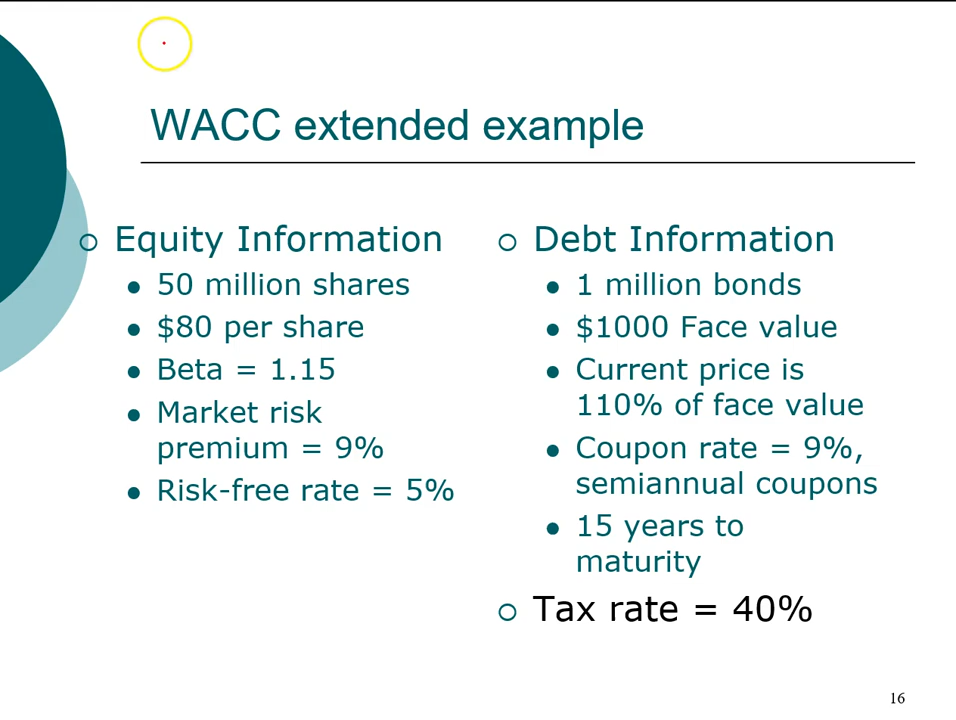 WACC extended example
Equity Information
50 million shares
$80 per share
Beta = 1.15
Market risk
premium = 9%
Risk-free rate = 5%
Debt Information
1 million bonds
$1000 Face value
Current price is
110% of face value
Coupon rate = 9%,
semiannual coupons
15 years to
maturity
Tax rate = 40%
16